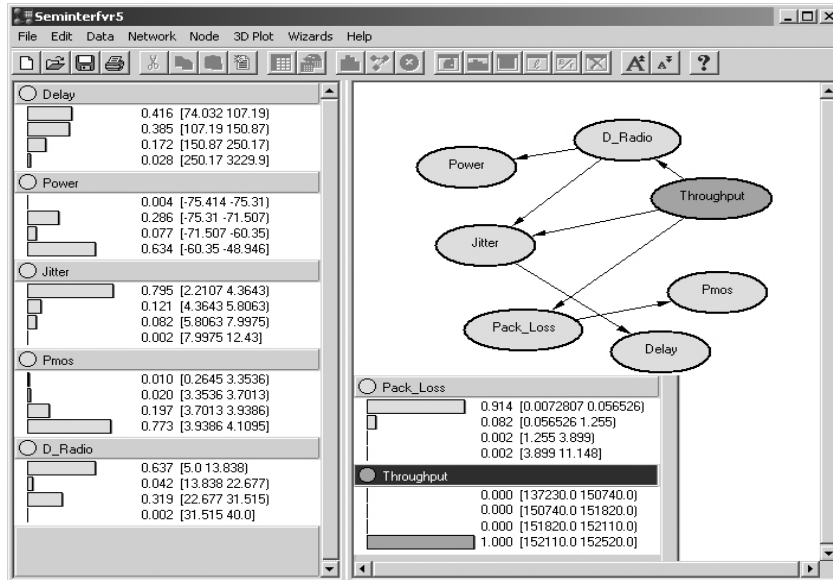 Seminterfvr5
File Edit Data Network Node 3D Plot Wizards Help
Delay
0.416 [74.032 107.19)
0.385 [107.19 150.87)
0.172 [150.87 250.17)
0.028 [250.17 3229.9]
Power
0.004 [-75.414 -75.31)
0.286 [-75.31 -71.507)
0.077 [-71.507 -60.35)
0.634 [-60.35 -48.946]
Jitter
0.795 [2.2107 4.3643)
0.121 [4.3643 5.8063)
0.082 [5.8063 7.9975)
0.002 [7.9975 12.43]
Pmos
0.010 [0.2645 3.3536)
0.020 [3.3536 3.7013)
0.197 [3.7013 3.9386)
0.773 [3.9386 4.1095]
D_Radio
0.637 [5.0 13.838)
0.042 [13.838 22.677)
0.319 [22.677 31.515)
0.002 [31.515 40.0]
D_Radio
Power
Throughput
Jitter
Pmos
Pack_Loss
Delay
Pack_Loss
0.914 [0.0072807 0.056526)
0.082 [0.056526 1.255)
0.002 [1.255 3.899)
0.002 [3.899 11.148]
Throughput
0.000 [137230.0 150740.0)
0.000 [150740.0 151820.0)
0.000 [151820.0 152110.0)
1.000 [152110.0 152520.0]